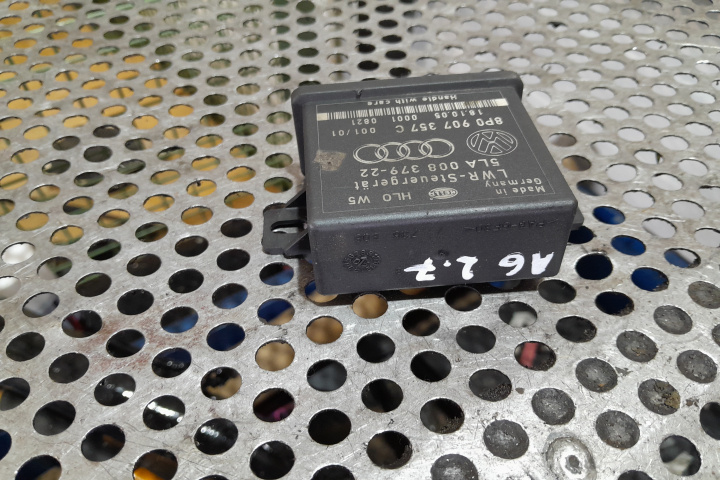 Made in
Germany
LWR-Steuergerät HLO W5
HELLA
5LA 008 379-22
8P0 907 357 C 001/01
18.10.05 0001 0821
Handle with care
A6 2.7